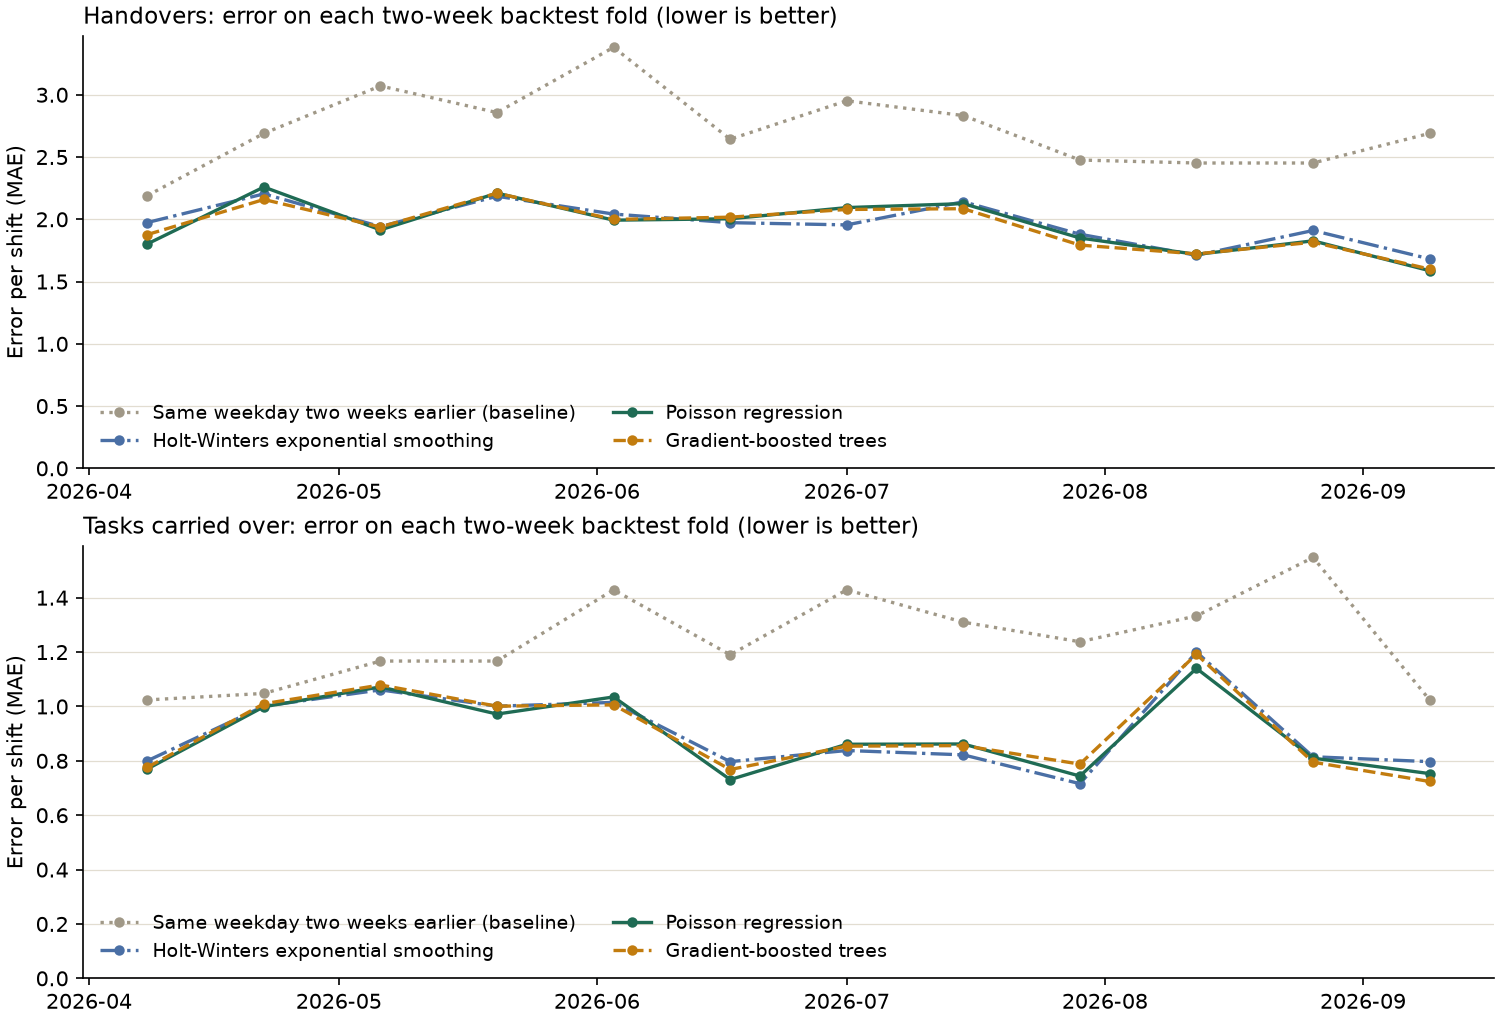 Handovers: error on each two-week backtest fold (lower is better)
Error per shift (MAE)
3.0
2.5
2.0
1.5
1.0
0.5
0.0
Same weekday two weeks earlier (baseline)
Holt-Winters exponential smoothing
Poisson regression
Gradient-boosted trees
2026-04
2026-05
2026-06
2026-07
2026-08
2026-09
Tasks carried over: error on each two-week backtest fold (lower is better)
Error per shift (MAE)
1.4
1.2
1.0
0.8
0.6
0.4
0.2
0.0
Same weekday two weeks earlier (baseline)
Holt-Winters exponential smoothing
Poisson regression
Gradient-boosted trees
2026-04
2026-05
2026-06
2026-07
2026-08
2026-09